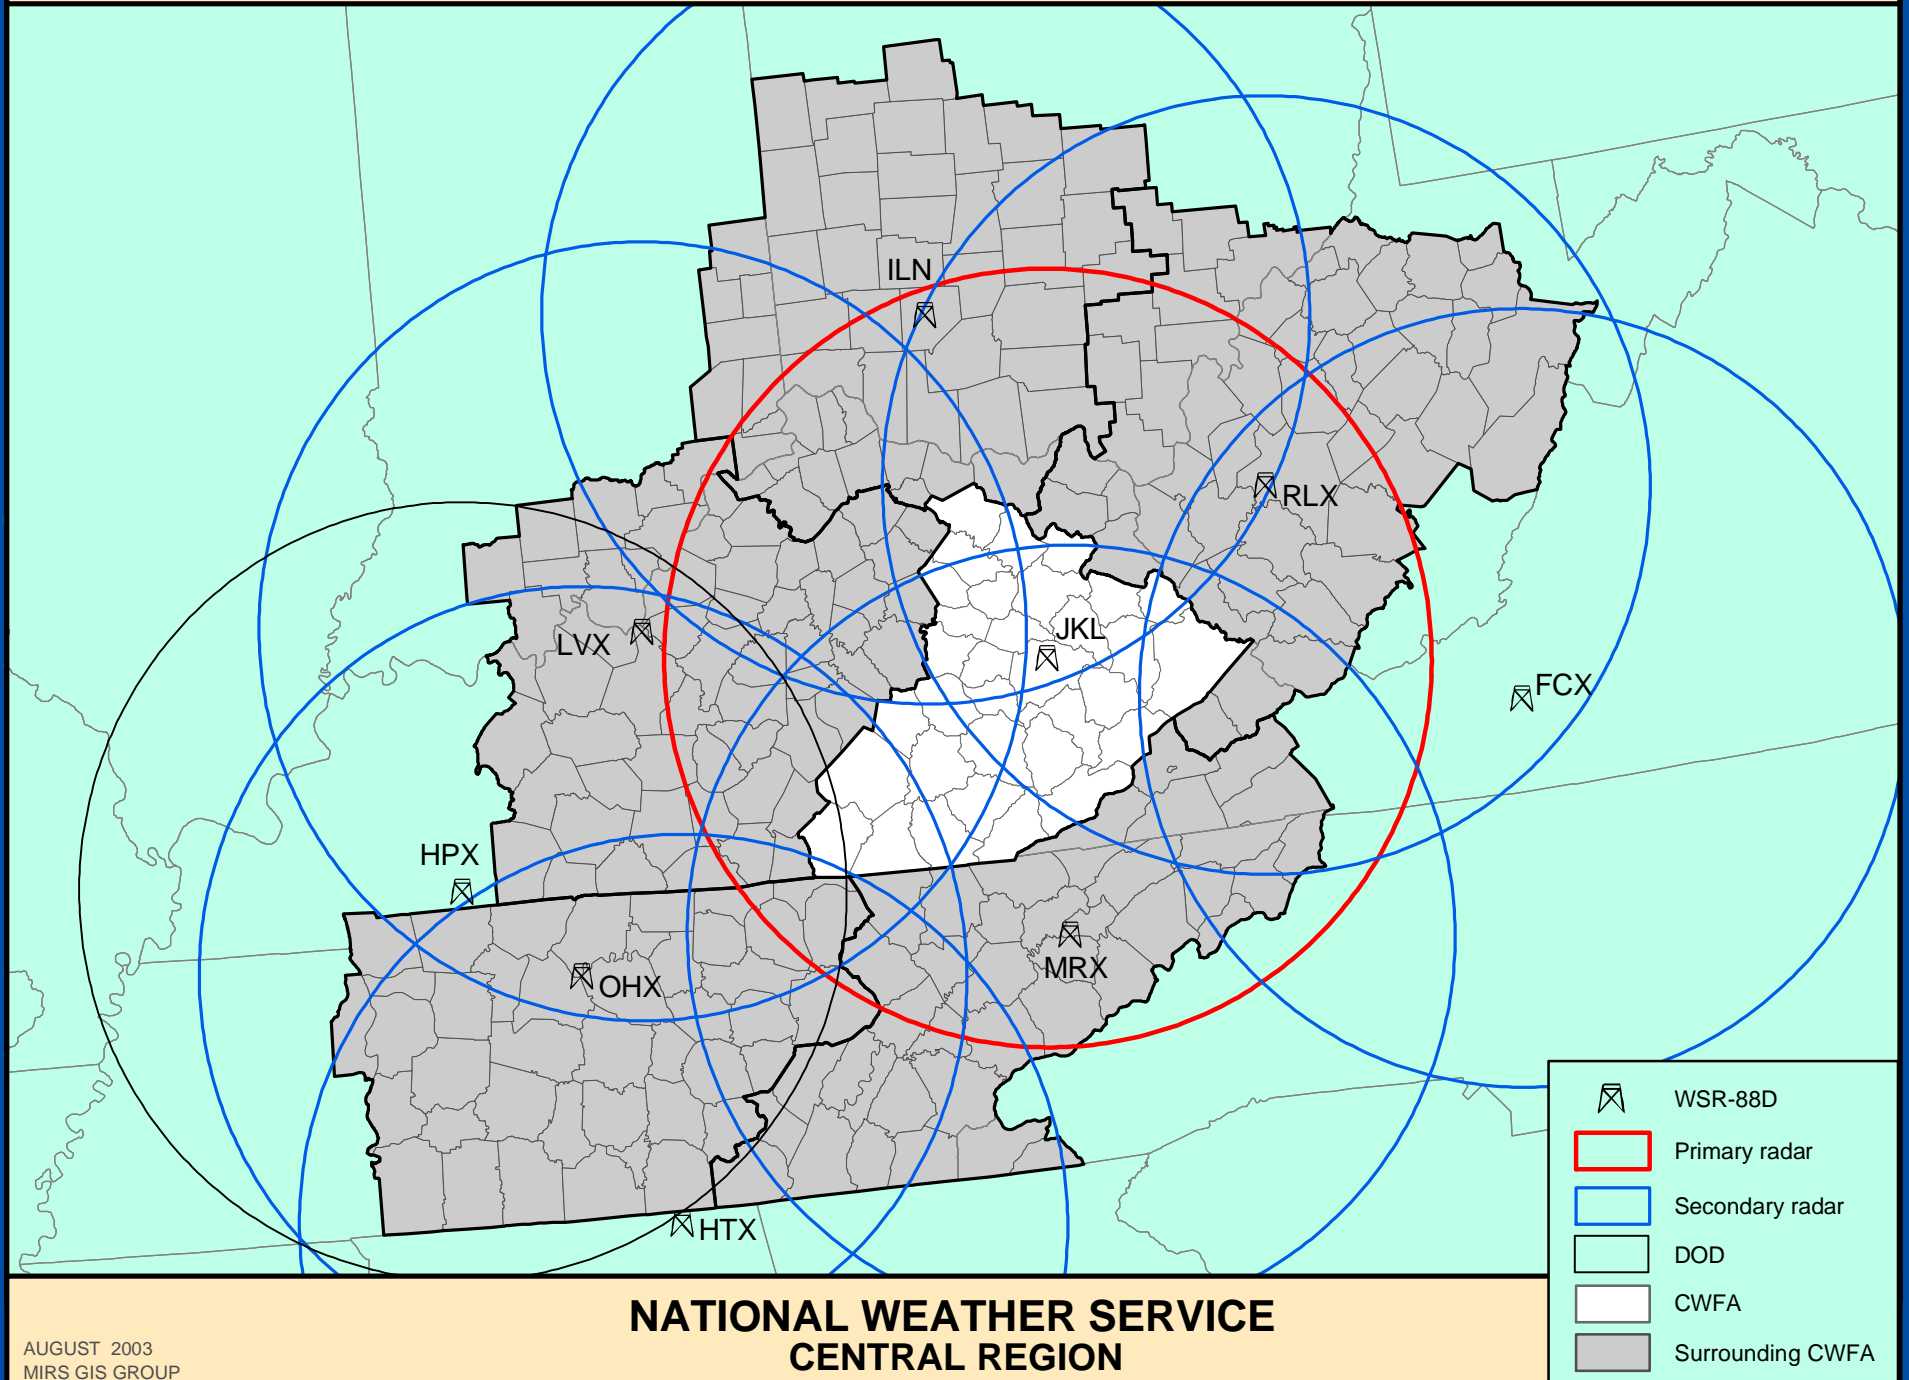 ILN
RLX
JKL
LVX
FCX
HPX
MRX
OHX
HTX
WSR-88D
Primary radar
Secondary radar
DOD
CWFA
Surrounding CWFA
NATIONAL WEATHER SERVICE
CENTRAL REGION
AUGUST 2003
MIRS GIS GROUP